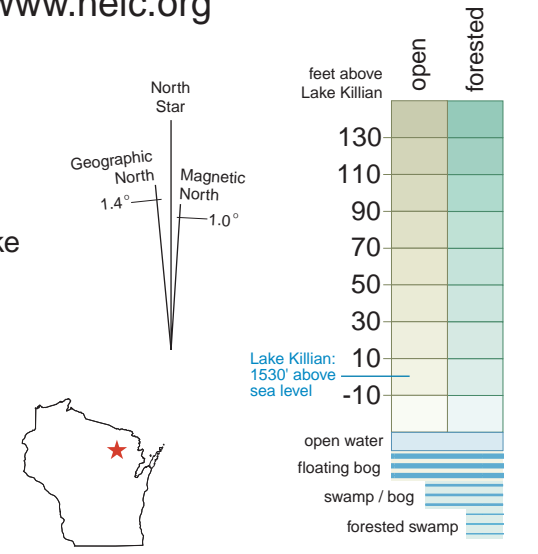 www.nelc.org
feet above
Lake Killian
open
forested
North
Star
Geographic
North
Magnetic
North
1.4°
1.0°
130
110
90
70
50
30
10
-10
Lake Killian:
1530' above
sea level
open water
floating bog
swamp / bog
forested swamp